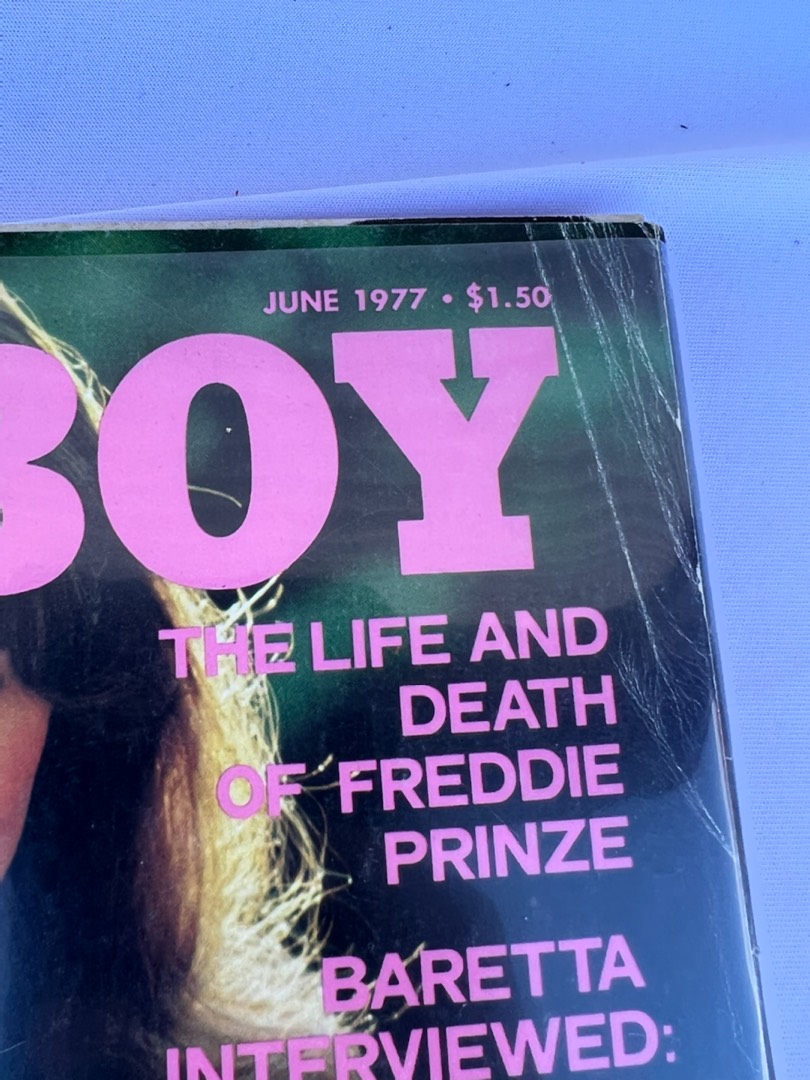 JUNE 1977 • $1.50
BOY
THE LIFE AND
DEATH
OF FREDDIE
PRINZE
BARETTA
INTERVIEWED: